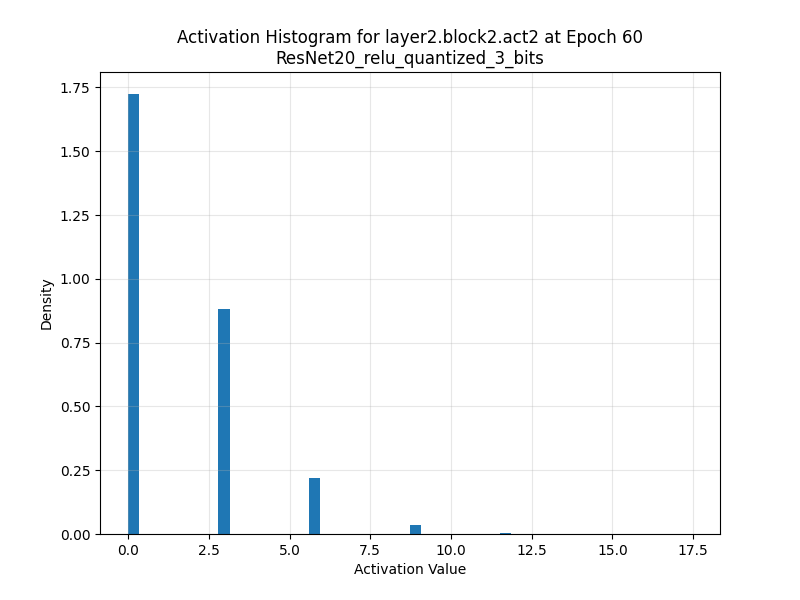 Activation Histogram for layer2.block2.act2 at Epoch 60
ResNet20_relu_quantized_3_bits
1.75
1.50
1.25
1.00
0.75
0.50
0.25
0.00
Density
0.0 2.5 5.0 7.5 10.0 12.5 15.0 17.5
Activation Value